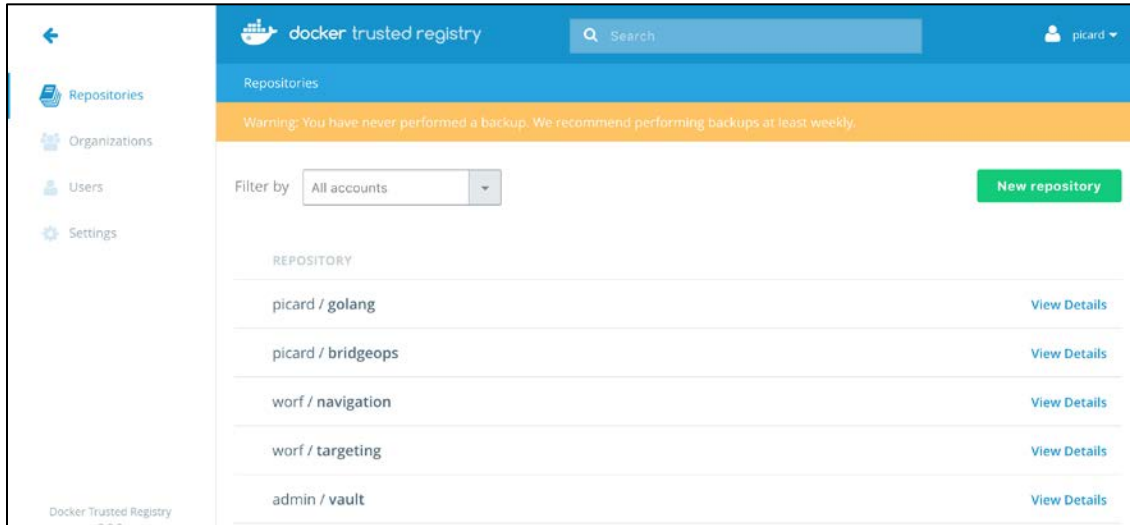 docker trusted registry
Search
picard
Repositories
Organizations
Users
Settings
Docker Trusted Registry
Repositories
Warning: You have never performed a backup. We recommend performing backups at least weekly.
Filter by All accounts
New repository
REPOSITORY
picard / golang View Details
picard / bridgeops View Details
worf / navigation View Details
worf / targeting View Details
admin / vault View Details